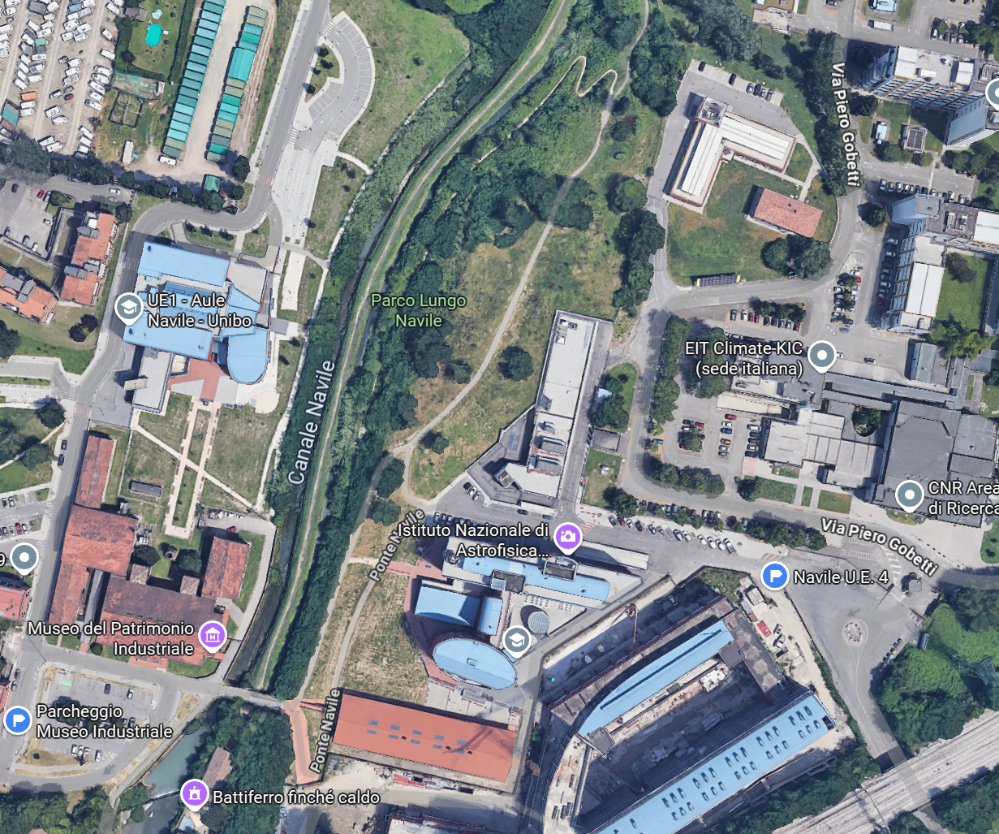 Via Piero Gobetti
UE1 - Aule
Navile - Unibo
Parco Lungo
Navile
EIT Climate-KIC
(sede italiana)
Canale Navile
CNR Area
di Ricerca
Ponte Navile
Istituto Nazionale di
Astrofisica...
Via Piero Gobetti
9
Navile U.E. 4
Museo del Patrimonio
Industriale
Parcheggio
Museo Industriale
Ponte Navile
Battiferro finché caldo